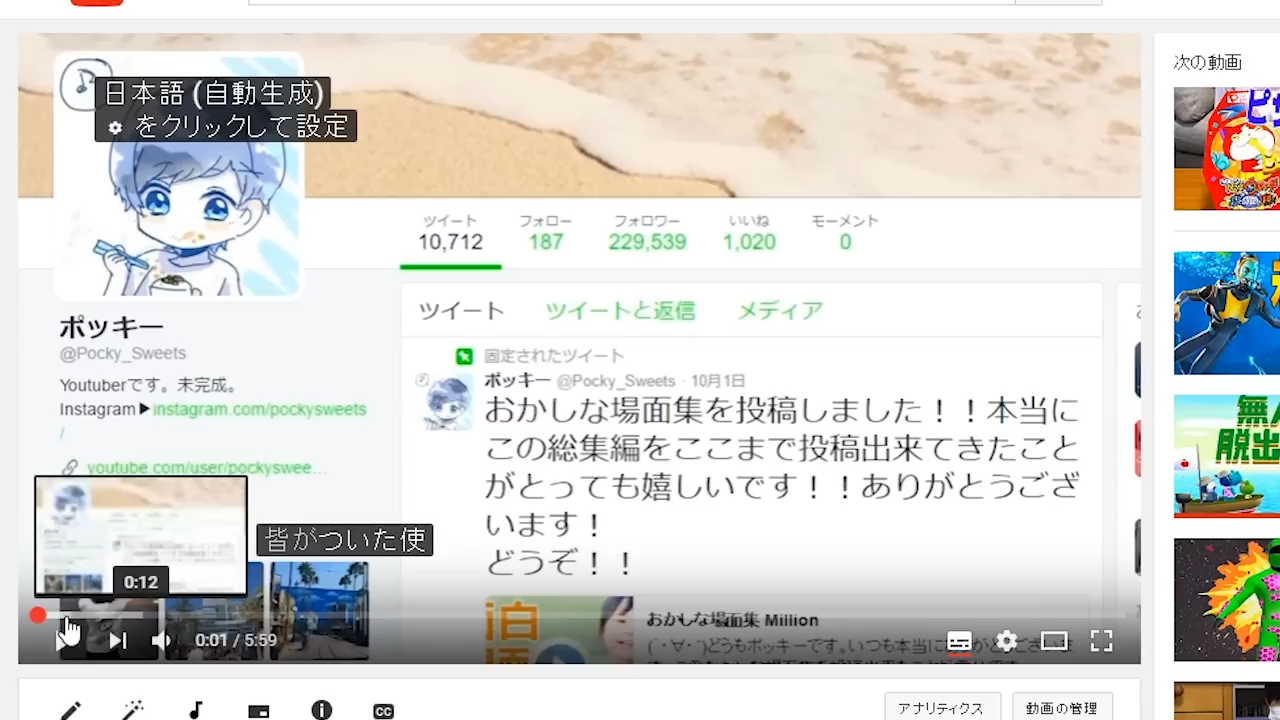 次の動画
日本語 (自動生成)
をクリックして設定
ツイート
フォロー
フォロワー
いいね
モーメント
10,712
187
229,539
1,020
0
ツイート
ツイートと返信
メディア
ポッキー
@Pocky_Sweets
Youtuberです。未完成。
Instagram▶instagram.com/pockysweets
/
youtube.com/user/pockyswee…
固定されたツイート
ポッキー @Pocky_Sweets · 10月1日
おかしな場面集を投稿しました！！本当に
この総集編をここまで投稿出来てきたこと
がとっても嬉しいです！！ありがとうござ
います！
どうぞ！！
おかしな場面集 Million
(´･∀･`)どうもポッキーです。いつも本当にありがとうございま
皆がついた使
0:12
0:01 / 5:59
CC
アナリティクス
動画の管理
無人
脱出